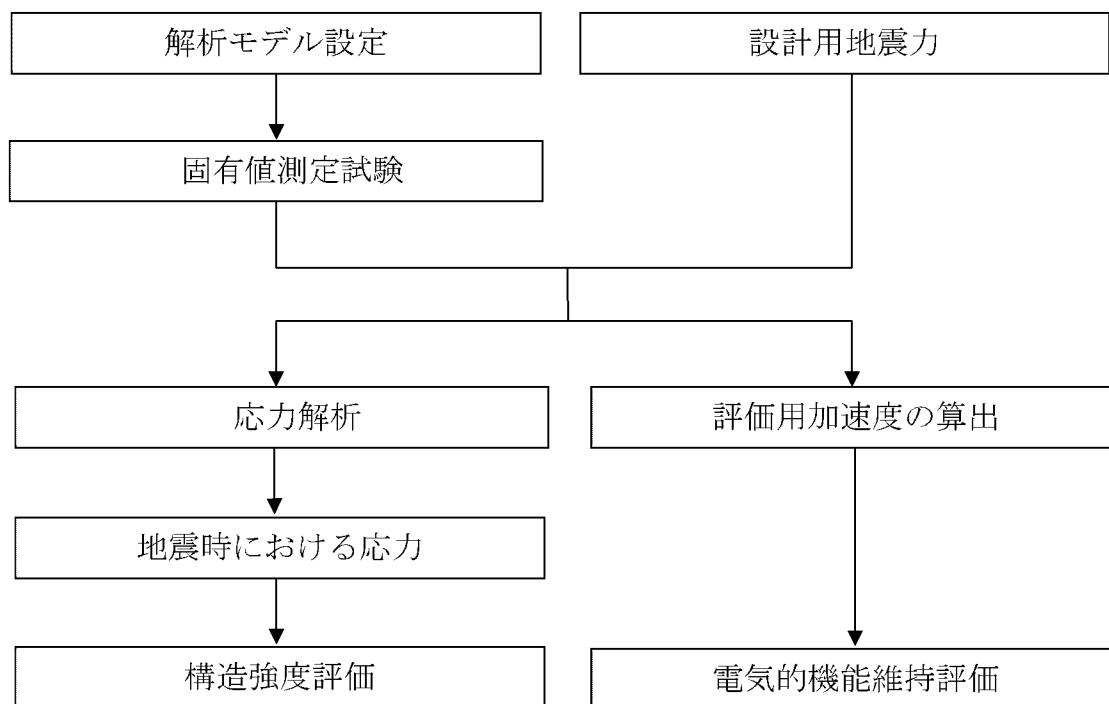 解析モデル設定
設計用地震力
固有値測定試験
応力解析
評価用加速度の算出
地震時における応力
構造強度評価
電気的機能維持評価